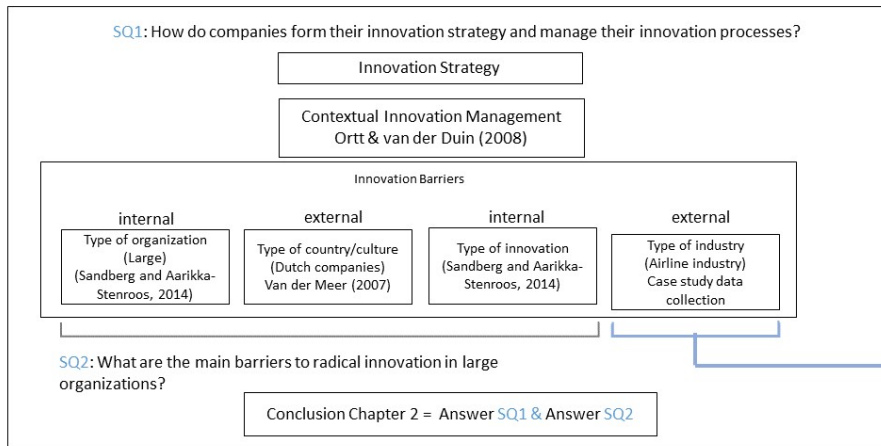 SQ1: How do companies form their innovation strategy and manage their innovation processes?
Innovation Strategy
Contextual Innovation Management
Ortt & van der Duin (2008)
Innovation Barriers
internal
Type of organization
(Large)
(Sandberg and Aarikka-
Stenroos, 2014)
external
Type of country/culture
(Dutch companies)
Van der Meer (2007)
internal
Type of innovation
(Sandberg and Aarikka-
Stenroos, 2014)
external
Type of industry
(Airline industry)
Case study data
collection
SQ2: What are the main barriers to radical innovation in large
organizations?
Conclusion Chapter 2 = Answer SQ1 & Answer SQ2